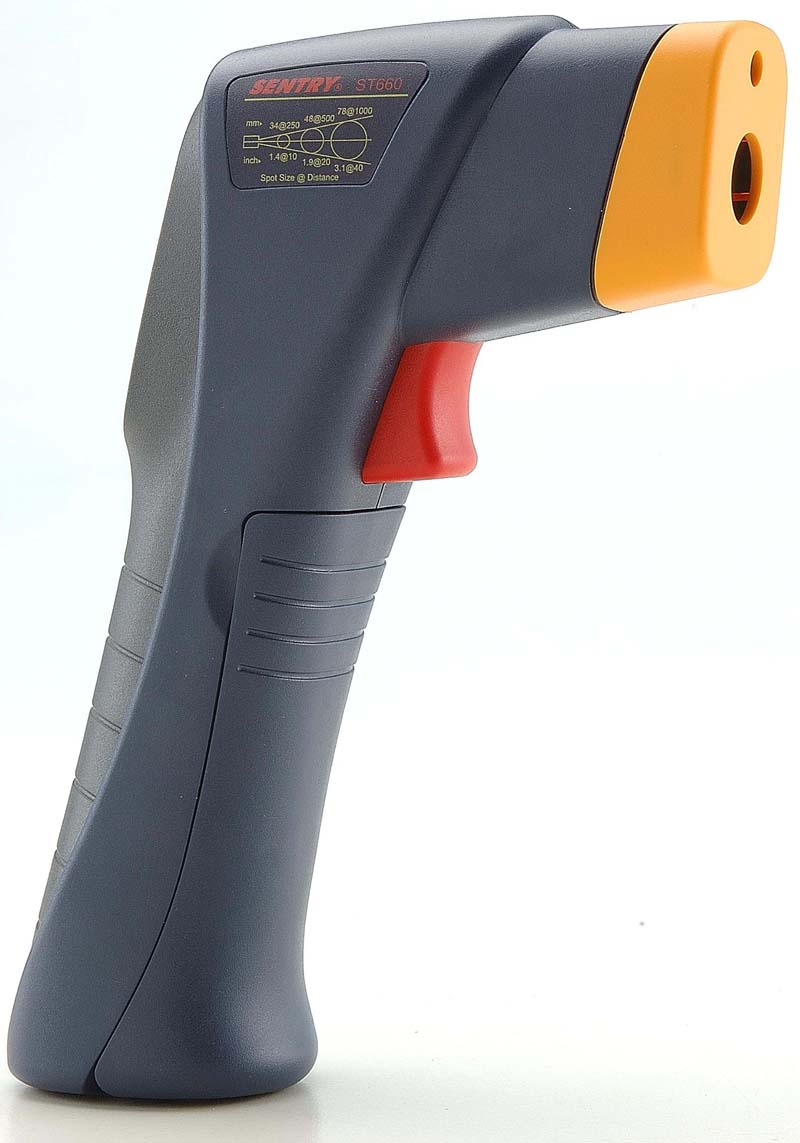 SENTRY® ST660
mm▸ 34@250 48@500 78@1000
inch▸ 1.4@10 1.9@20 3.1@40
Spot Size @ Distance